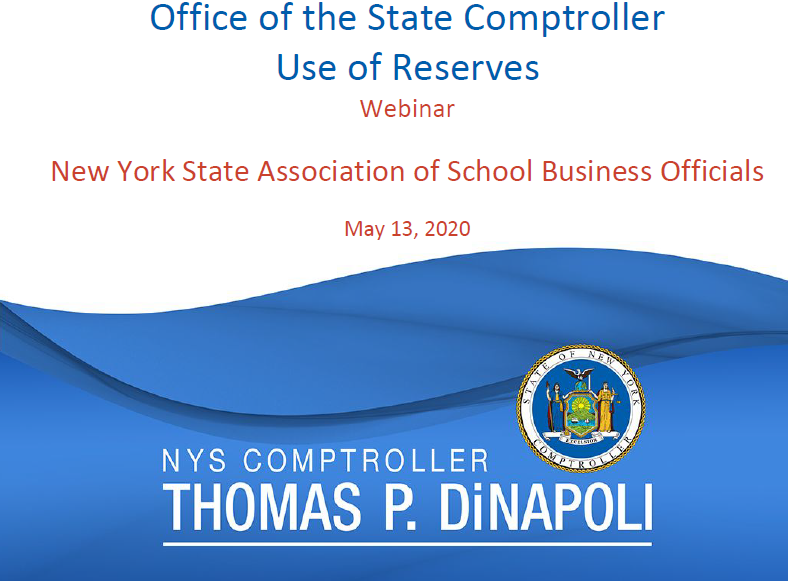 Office of the State Comptroller
Use of Reserves
Webinar
New York State Association of School Business Officials
May 13, 2020
STATE OF NEW YORK
EXCELSIOR
COMPTROLLER
NYS COMPTROLLER
THOMAS P. DiNAPOLI